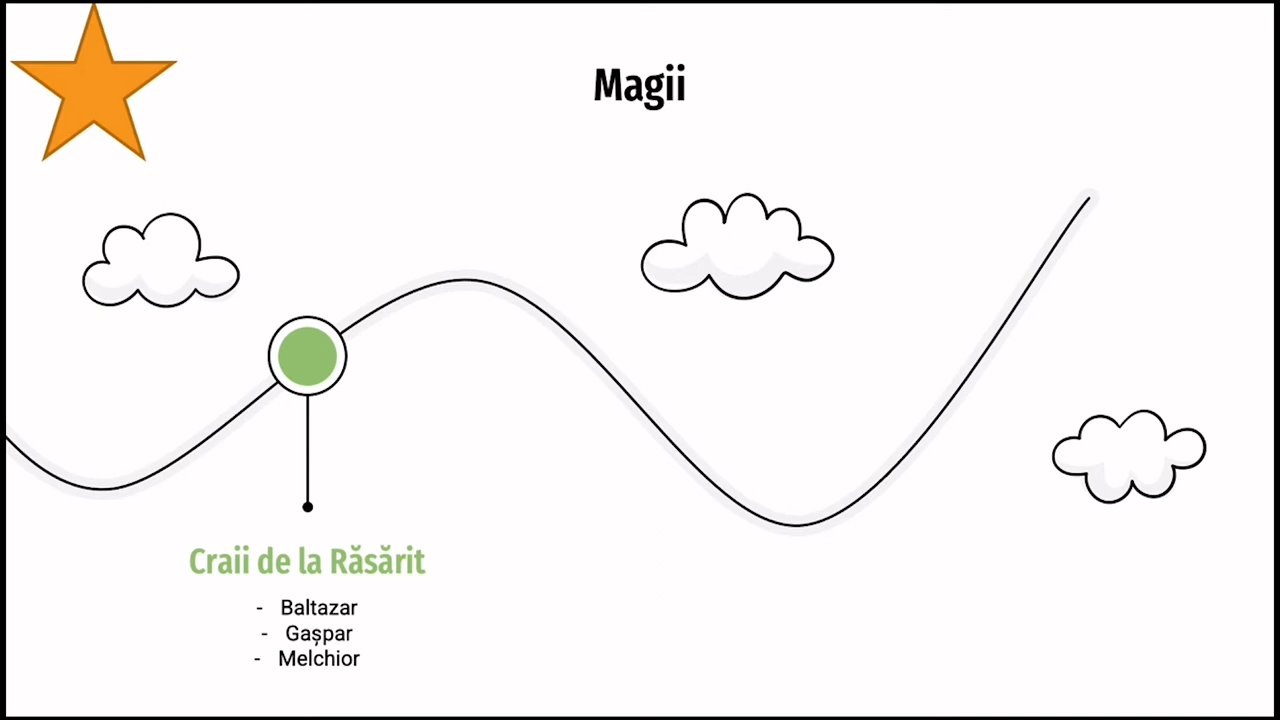 Magii
Craii de la Răsărit
- Baltazar
- Gașpar
- Melchior